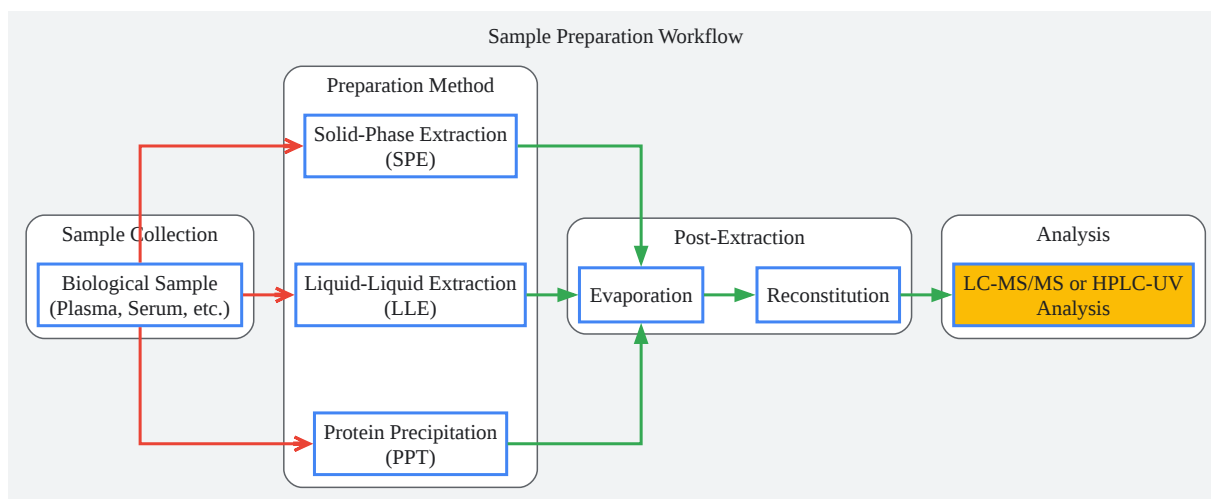 Sample Preparation Workflow
Preparation Method
Solid-Phase Extraction
(SPE)
Sample Collection
Biological Sample
(Plasma, Serum, etc.)
Liquid-Liquid Extraction
(LLE)
Protein Precipitation
(PPT)
Post-Extraction
Evaporation
Reconstitution
Analysis
LC-MS/MS or HPLC-UV
Analysis